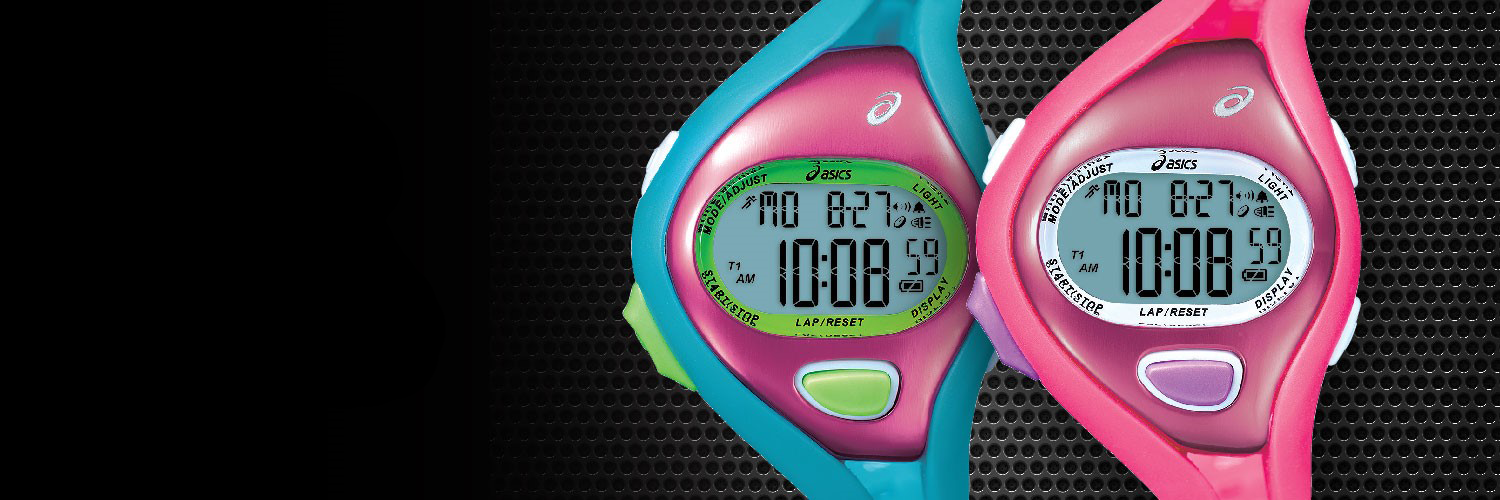 asics
MODE/ADJUST
LIGHT
MO 8-27
T1
AM
10:08 59
START/STOP
DISPLAY
LAP/RESET
asics
MODE/ADJUST
LIGHT
MO 8-27
T1
AM
10:08 59
START/STOP
DISPLAY
LAP/RESET